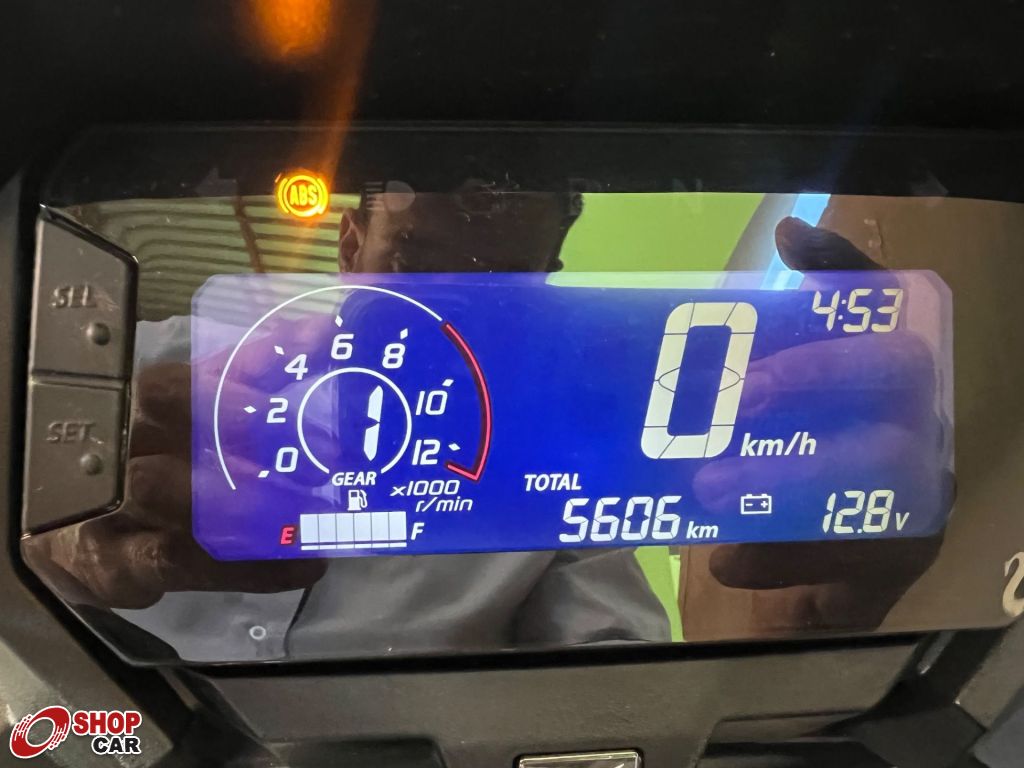 ABS
SEL
SET
4:53
0 2 4 6 8 10 12
1
GEAR
x1000
r/min
E F
0 km/h
TOTAL
5606 km
12.8 V
SHOP
CAR